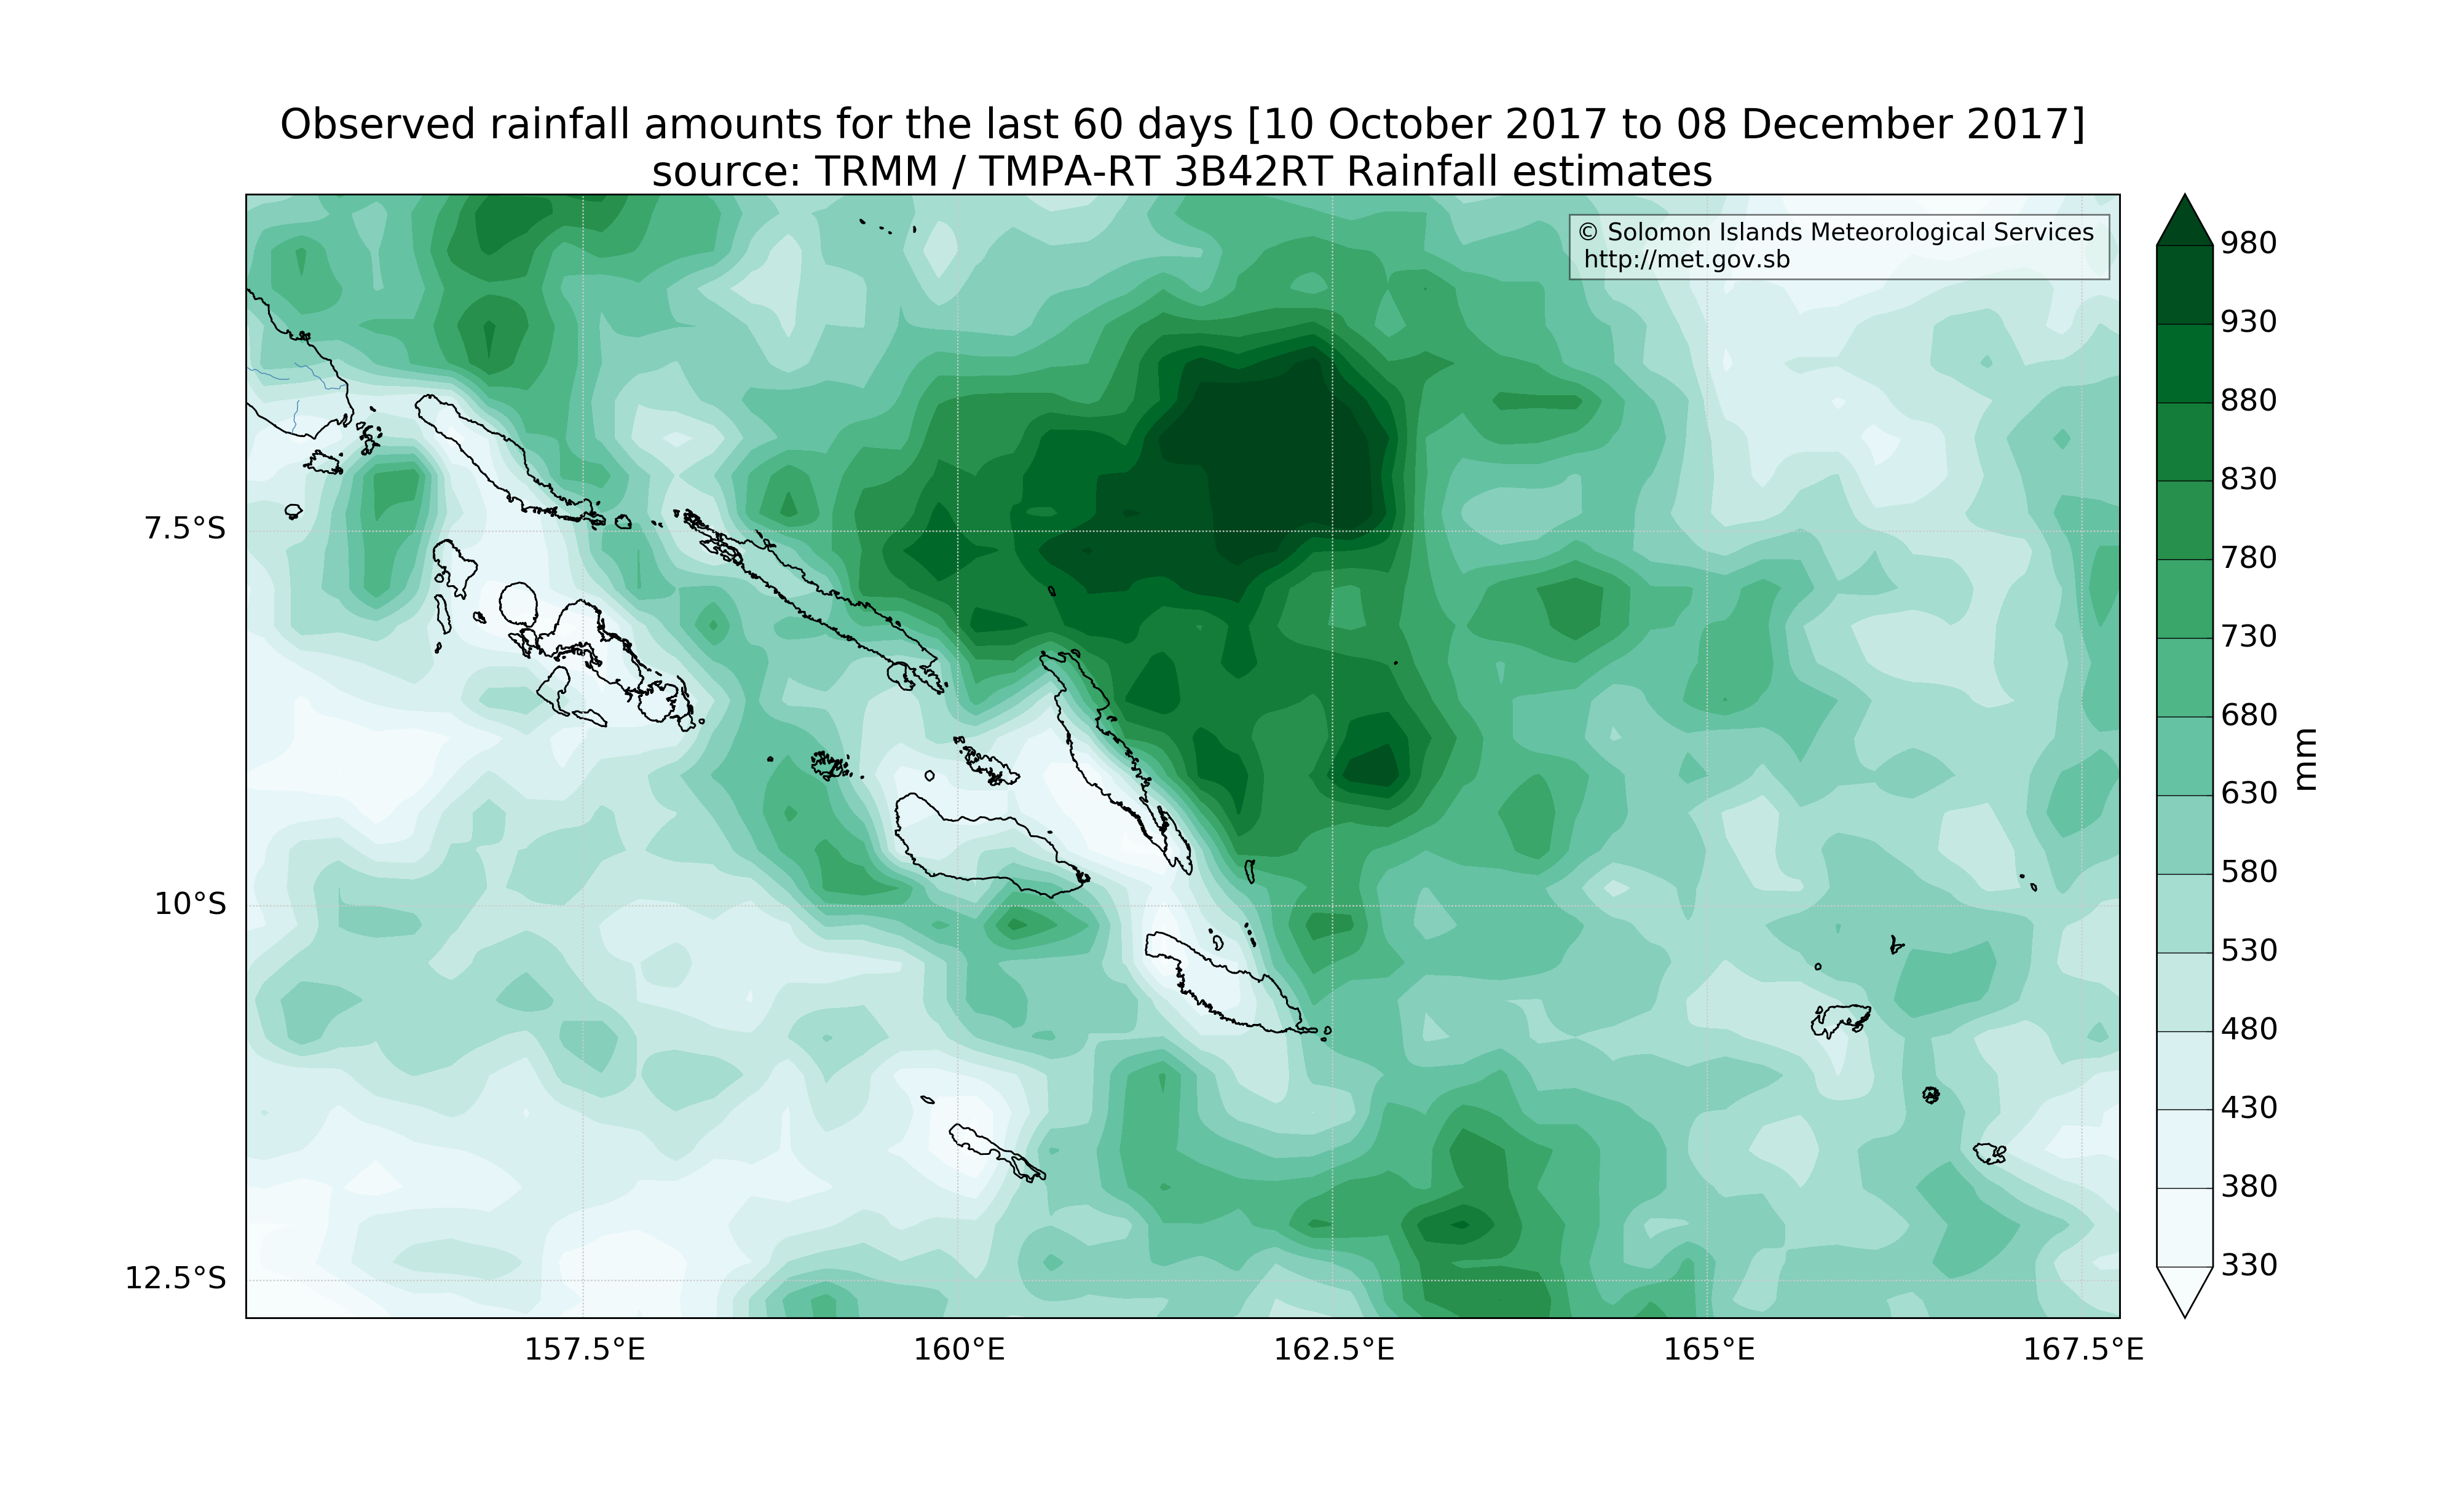 Observed rainfall amounts for the last 60 days [10 October 2017 to 08 December 2017]
source: TRMM / TMPA-RT 3B42RT Rainfall estimates
© Solomon Islands Meteorological Services
http://met.gov.sb
7.5°S
10°S
12.5°S
157.5°E
160°E
162.5°E
165°E
167.5°E
980
930
880
830
780
730
680
630
580
530
480
430
380
330
mm